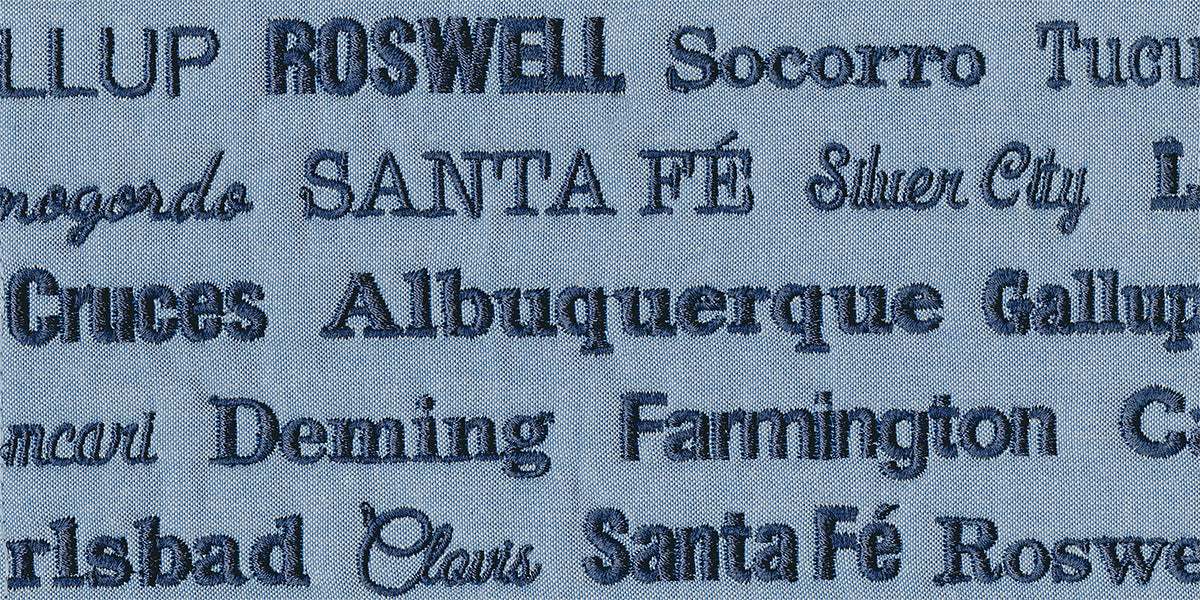 LLUP ROSWELL Socorro Tucu
mogordo SANTA FÉ Silver City L
Cruces Albuquerque Gallup
mcari Deming Farmington Ca
rlsbad Clovis Santa Fé Roswe